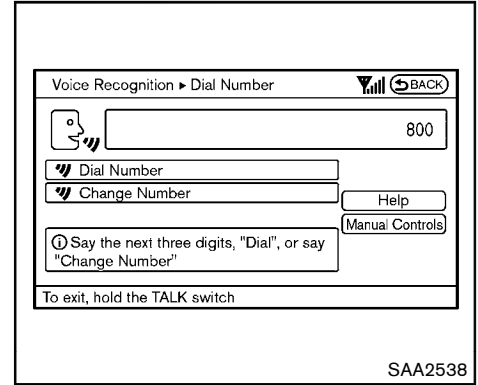 Voice Recognition ▸ Dial Number
BACK
800
Dial Number
Change Number
Help
Manual Controls
Say the next three digits, "Dial", or say
"Change Number"
To exit, hold the TALK switch
SAA2538